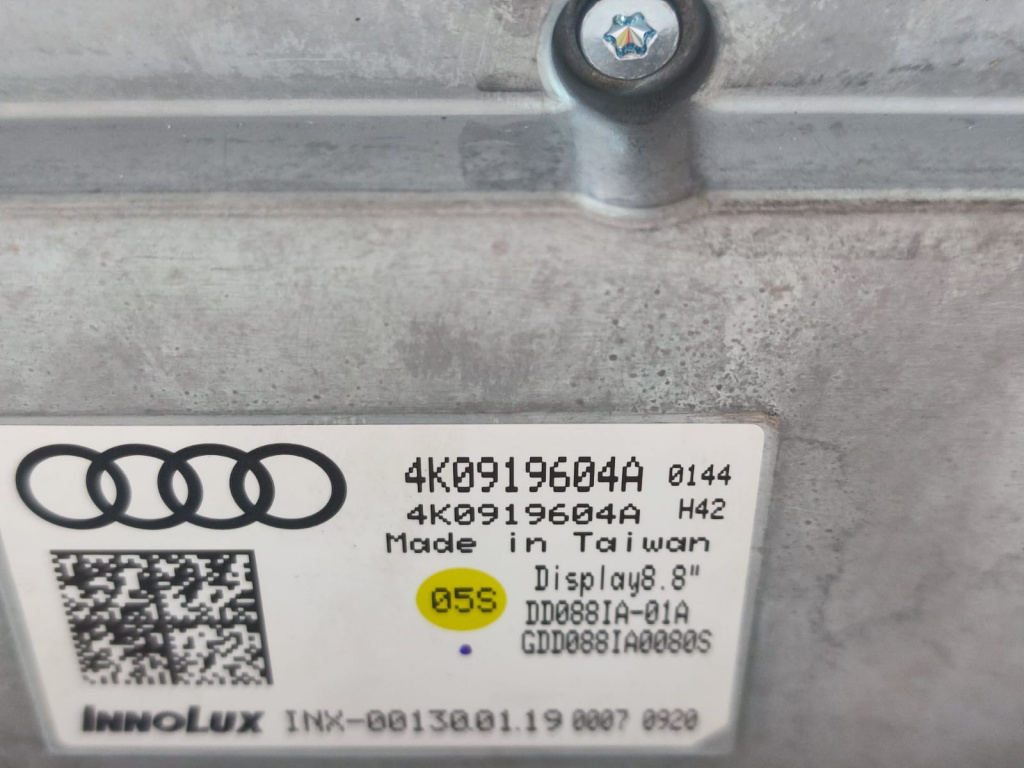 4K0919604A 0144
4K0919604A H42
Made in Taiwan
Display8.8"
05S
DD088IA-01A
GDD088IA0080S
INNOLUX INX-00130.01.19 0007 0920